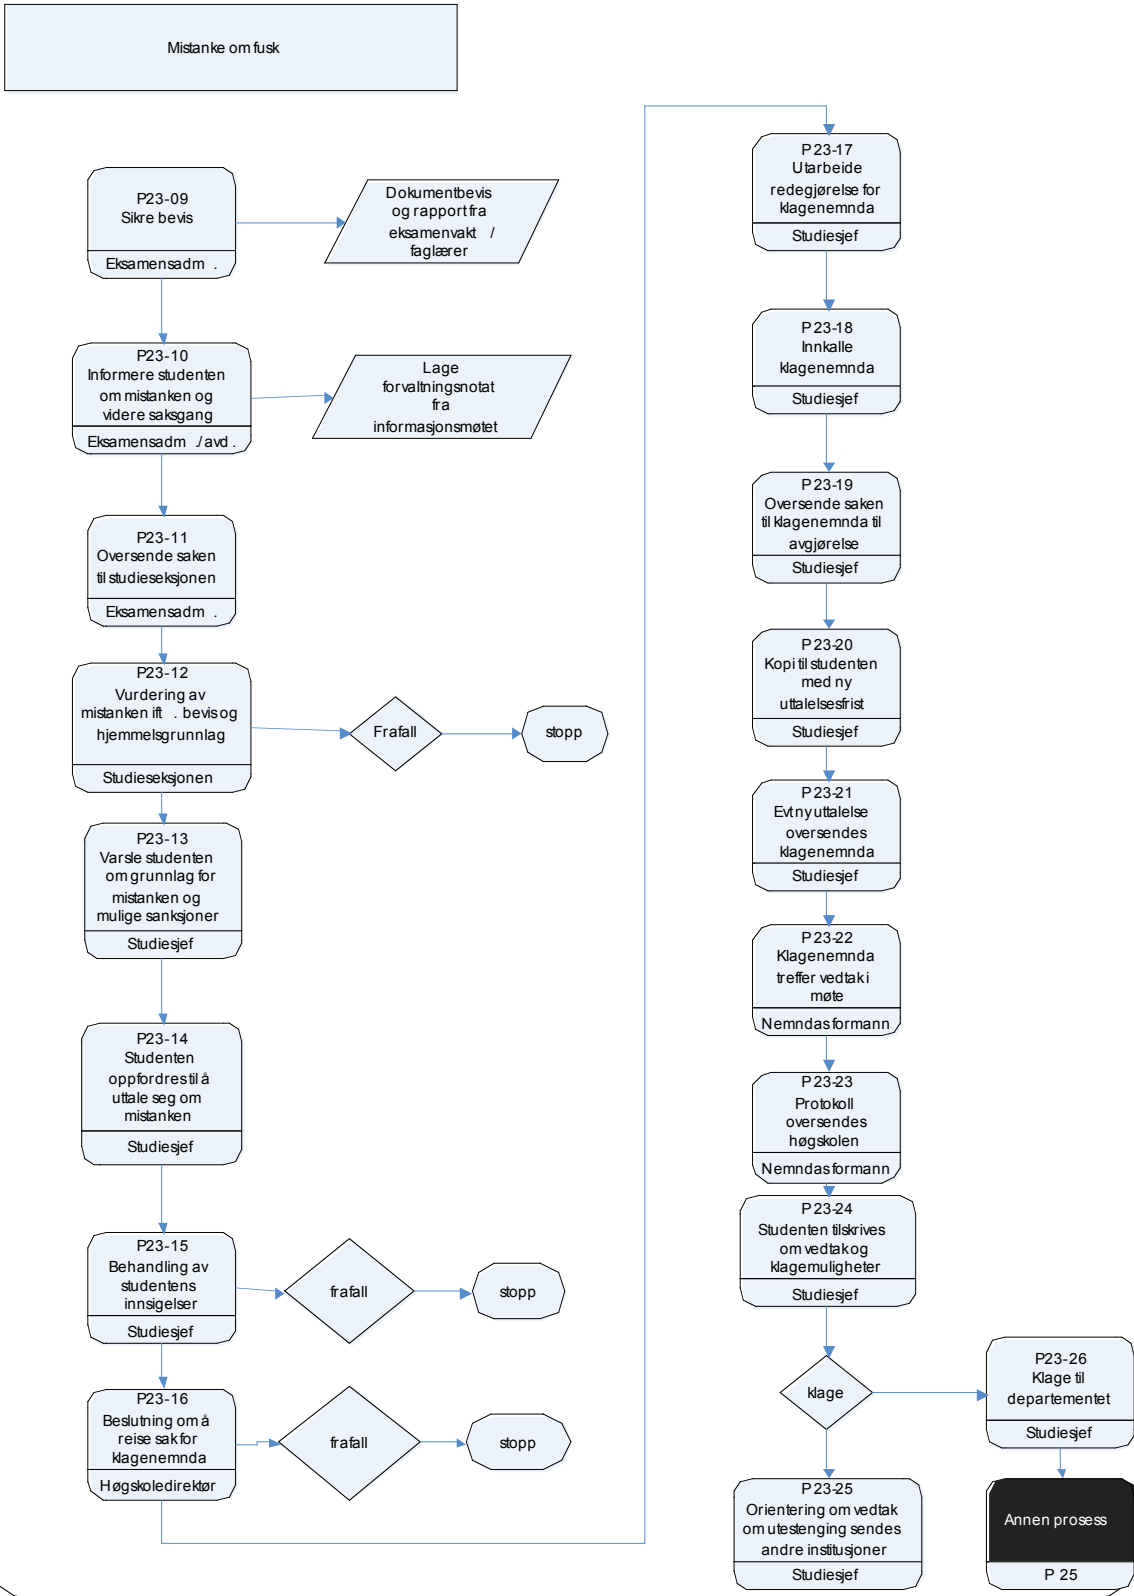 Mistanke om fusk
P23-09
Sikre bevis
Eksamensadm .
Dokumentbevis
og rapport fra
eksamenvakt /
faglærer
P23-10
Informere studenten
om mistanken og
videre saksgang
Eksamensadm ./ avd .
Lage
forvaltningsnotat
fra
informasjonsmøtet
P23-11
Oversende saken
til studieseksjonen
Eksamensadm .
P23-12
Vurdering av
mistanken ift . bevis og
hjemmelsgrunnlag
Studieseksjonen
Frafall
stopp
P23-13
Varsle studenten
om grunnlag for
mistanken og
mulige sanksjoner
Studiesjef
P23-14
Studenten
oppfordres til å
uttale seg om
mistanken
Studiesjef
P23-15
Behandling av
studentens
innsigelser
Studiesjef
frafall
stopp
P23-16
Beslutning om å
reise sak for
klagenemnda
Høgskoledirektør
frafall
stopp
P23-17
Utarbeide
redegjørelse for
klagenemnda
Studiesjef
P23-18
Innkalle
klagenemnda
Studiesjef
P23-19
Oversende saken
til klagenemnda til
avgjørelse
Studiesjef
P23-20
Kopi til studenten
med ny
uttalelsesfrist
Studiesjef
P23-21
Evt ny uttalelse
oversendes
klagenemnda
Studiesjef
P23-22
Klagenemnda
treffer vedtak i
møte
Nemndas formann
P23-23
Protokoll
oversendes
høgskolen
Nemndas formann
P23-24
Studenten tilskrives
om vedtak og
klagemuligheter
Studiesjef
klage
P23-26
Klage til
departementet
Studiesjef
P23-25
Orientering om vedtak
om utestenging sendes
andre institusjoner
Studiesjef
Annen prosess
P 25